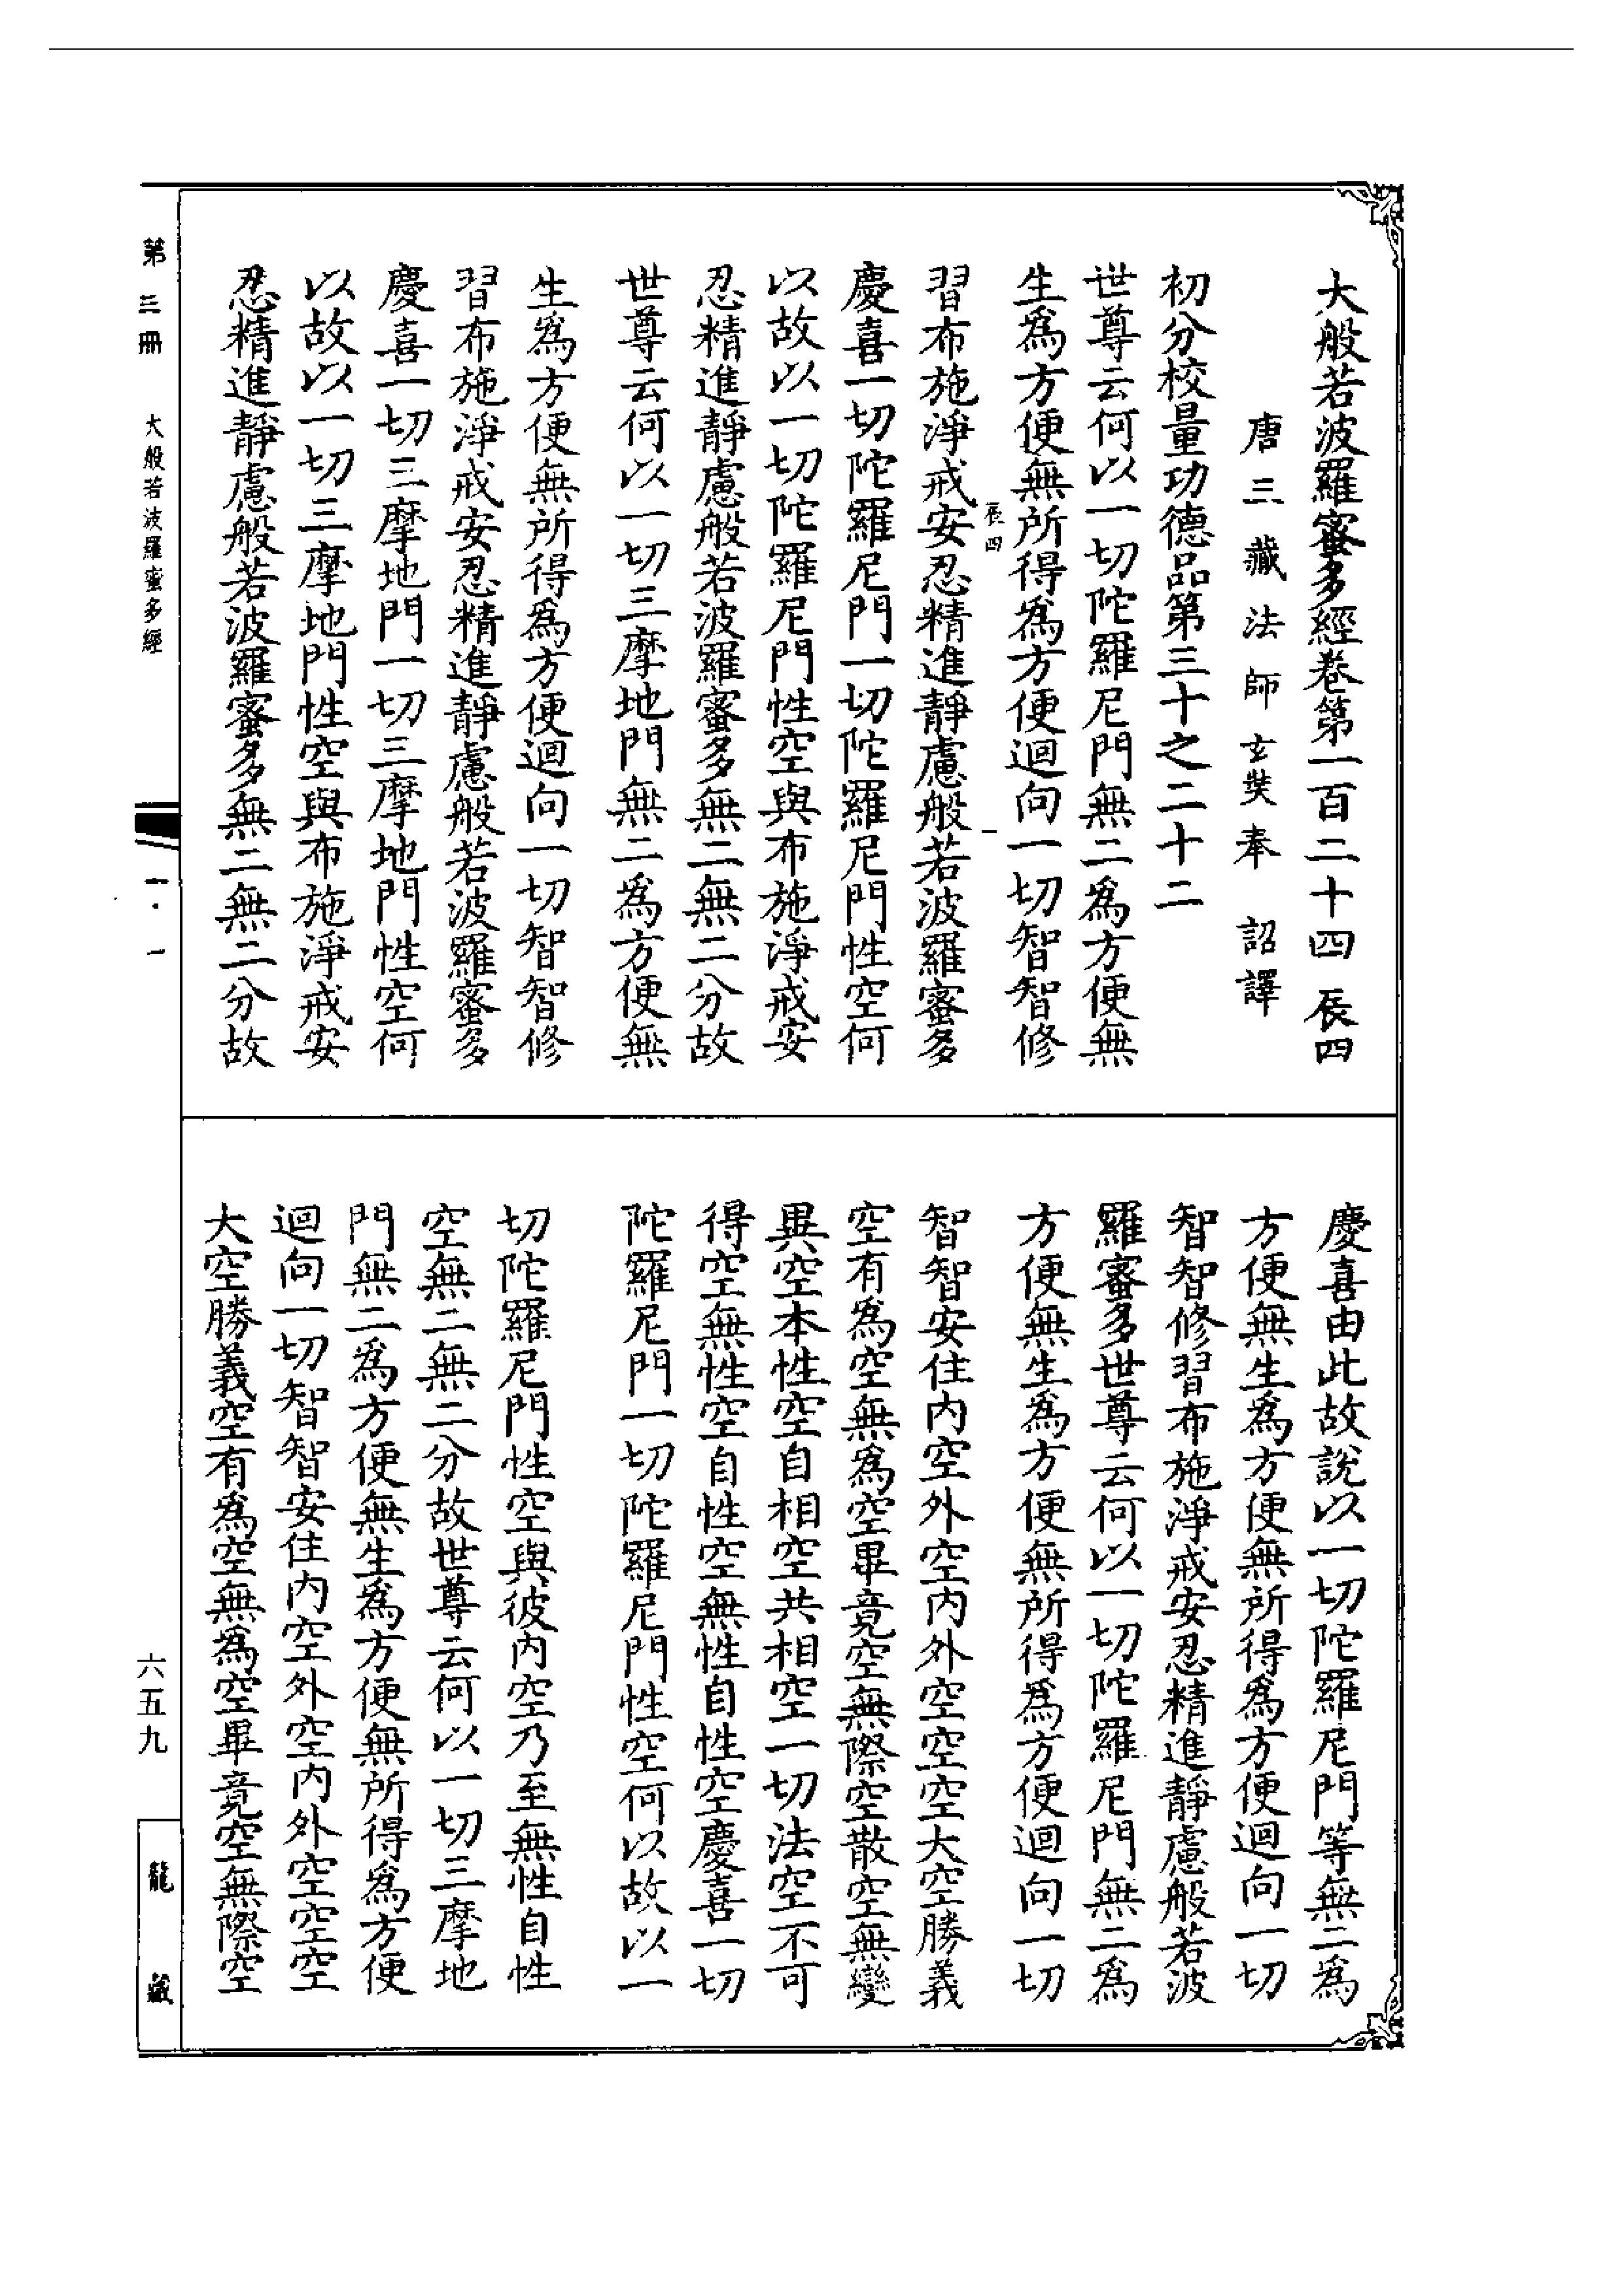 大般若波羅蜜多經卷第一百二十四 辰四
唐三藏法師玄奘奉 詔譯
初分校量功德品第三十之二十二
世尊云何以一切陀羅尼門無二為方便無
生為方便無所得為方便迴向一切智智修
辰四 一
習布施淨戒安忍精進靜慮般若波羅蜜多
慶喜一切陀羅尼門一切陀羅尼門性空何
以故以一切陀羅尼門性空與布施淨戒安
忍精進靜慮般若波羅蜜多無二無二分故
世尊云何以一切三摩地門無二為方便無
生為方便無所得為方便迴向一切智智修
習布施淨戒安忍精進靜慮般若波羅蜜多
慶喜一切三摩地門一切三摩地門性空何
以故以一切三摩地門性空與布施淨戒安
忍精進靜慮般若波羅蜜多無二無二分故
慶喜由此故說以一切陀羅尼門等無二為
方便無生為方便無所得為方便迴向一切
智智修習布施淨戒安忍精進靜慮般若波
羅蜜多世尊云何以一切陀羅尼門無二為
方便無生為方便無所得為方便迴向一切
智智安住內空外空內外空空空大空勝義
空有為空無為空畢竟空無際空散空無變
異空本性空自相空共相空一切法空不可
得空無性空自性空無性自性空慶喜一切
陀羅尼門一切陀羅尼門性空何以故以一
切陀羅尼門性空與彼內空乃至無性自性
空無二無二分故世尊云何以一切三摩地
門無二為方便無生為方便無所得為方便
迴向一切智智安住內空外空內外空空空
大空勝義空有為空無為空畢竟空無際空
第三冊 大般若波羅蜜多經 一·一
六五九
龍藏